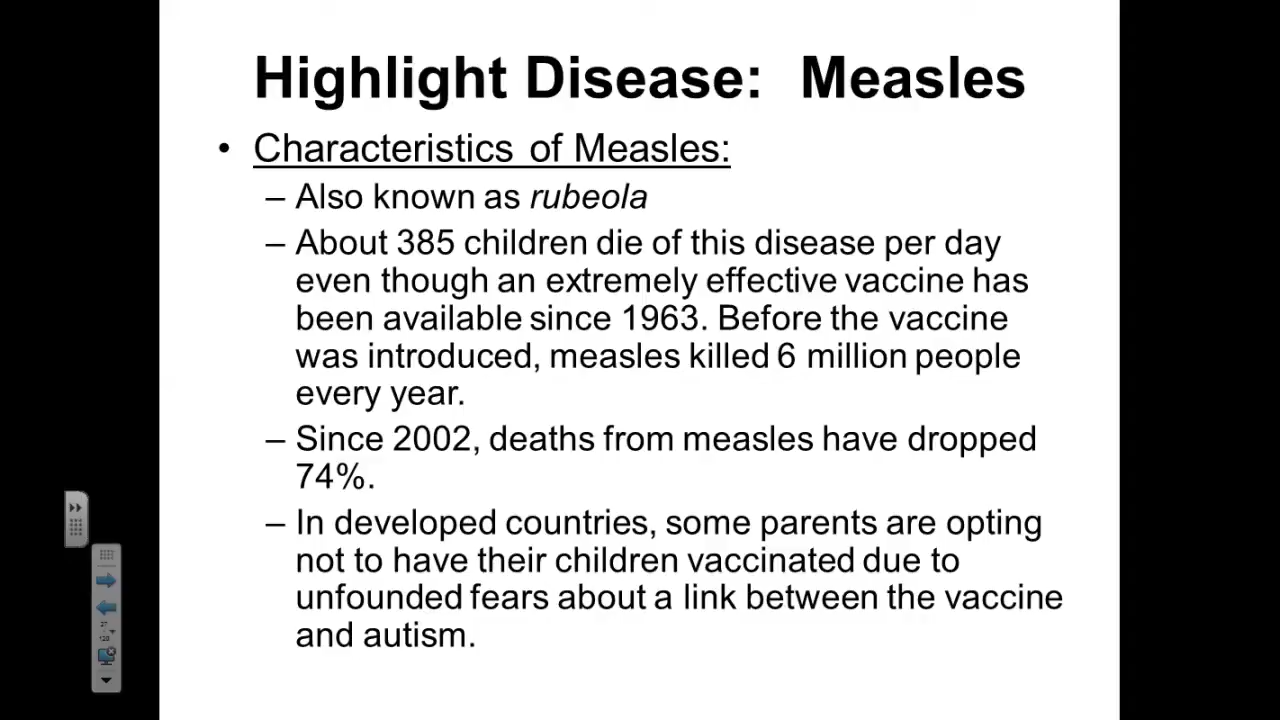 Highlight Disease: Measles
• Characteristics of Measles:
– Also known as rubeola
– About 385 children die of this disease per day
even though an extremely effective vaccine has
been available since 1963. Before the vaccine
was introduced, measles killed 6 million people
every year.
– Since 2002, deaths from measles have dropped
74%.
– In developed countries, some parents are opting
not to have their children vaccinated due to
unfounded fears about a link between the vaccine
and autism.